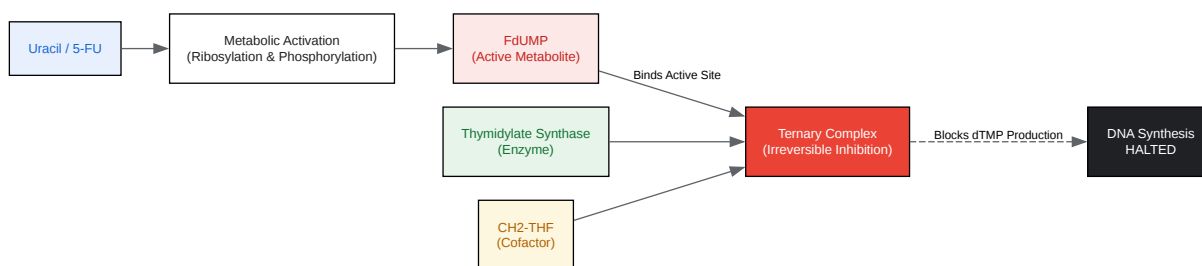 Uracil / 5-FU
Metabolic Activation
(Ribosylation & Phosphorylation)
FdUMP
(Active Metabolite)
Binds Active Site
Thymidylate Synthase
(Enzyme)
CH2-THF
(Cofactor)
Ternary Complex
(Irreversible Inhibition)
Blocks dTMP Production
DNA Synthesis
HALTED